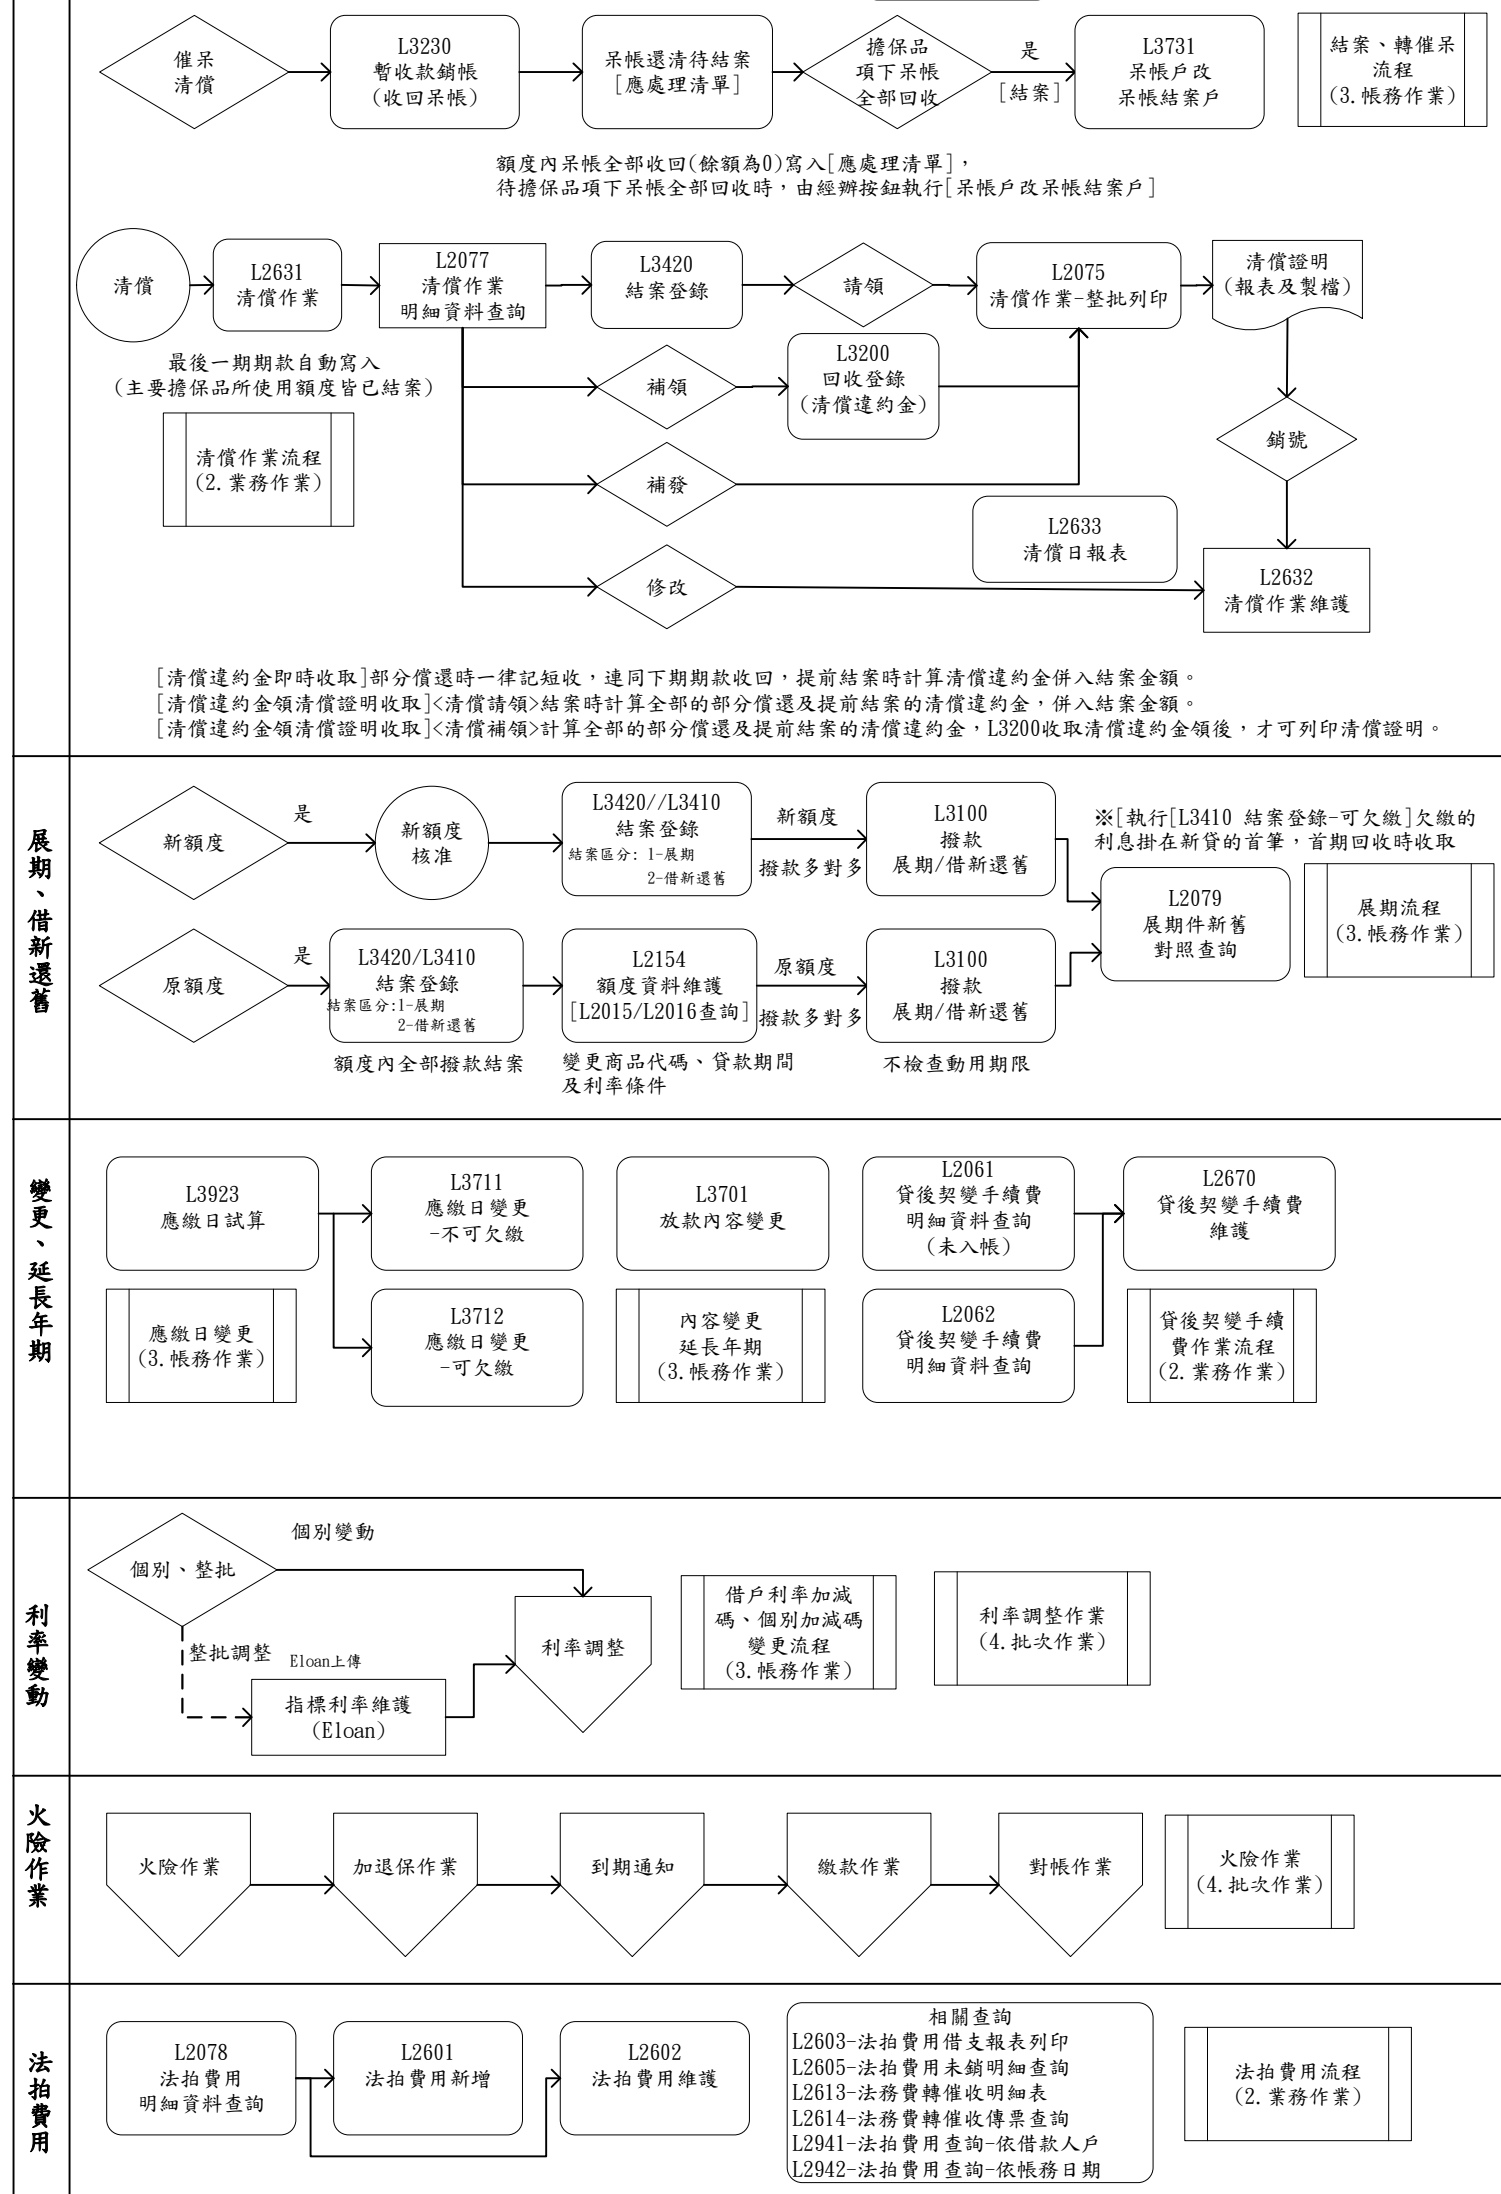 催呆
清償
L3230
暫收款銷帳
(收回呆帳)
呆帳還清待結案
[應處理清單]
擔保品
項下呆帳
全部回收
是
[結案]
L3731
呆帳戶改
呆帳結案戶
結案、轉催呆
流程
(3.帳務作業)
額度內呆帳全部收回(餘額為0)寫入[應處理清單],
待擔保品項下呆帳全部回收時,由經辦按鈕執行[呆帳戶改呆帳結案戶]
清償
L2631
清償作業
L2077
清償作業
明細資料查詢
L3420
結案登錄
請領
L2075
清償作業-整批列印
清償證明
(報表及製檔)
最後一期期款自動寫入
(主要擔保品所使用額度皆已結案)
補領
L3200
回收登錄
(清償違約金)
銷號
清償作業流程
(2.業務作業)
補發
L2633
清償日報表
修改
L2632
清償作業維護
[清償違約金即時收取]部分償還時一律記短收,連同下期期款收回,提前結案時計算清償違約金併入結案金額。
[清償違約金領清償證明收取]<清償請領>結案時計算全部的部分償還及提前結案的清償違約金,併入結案金額。
[清償違約金領清償證明收取]<清償補領>計算全部的部分償還及提前結案的清償違約金,L3200收取清償違約金領後,才可列印清償證明。
展期、借新還舊
新額度
是
新額度
核准
L3420//L3410
結案登錄
結案區分: 1-展期
2-借新還舊
新額度
撥款多對多
L3100
撥款
展期/借新還舊
※[執行[L3410 結案登錄-可欠繳]欠繳的
利息掛在新貸的首筆,首期回收時收取
L2079
展期件新舊
對照查詢
展期流程
(3.帳務作業)
原額度
是
L3420/L3410
結案登錄
結案區分:1-展期
2-借新還舊
額度內全部撥款結案
L2154
額度資料維護
[L2015/L2016查詢]
變更商品代碼、貸款期間
及利率條件
原額度
撥款多對多
L3100
撥款
展期/借新還舊
不檢查動用期限
變更、延長年期
L3923
應繳日試算
L3711
應繳日變更
-不可欠繳
L3701
放款內容變更
L2061
貸後契變手續費
明細資料查詢
(未入帳)
L2670
貸後契變手續費
維護
應繳日變更
(3.帳務作業)
L3712
應繳日變更
-可欠繳
內容變更
延長年期
(3.帳務作業)
L2062
貸後契變手續費
明細資料查詢
貸後契變手續
費作業流程
(2.業務作業)
利率變動
個別、整批
個別變動
整批調整
Eloan上傳
指標利率維護
(Eloan)
利率調整
借戶利率加減
碼、個別加減碼
變更流程
(3.帳務作業)
利率調整作業
(4.批次作業)
火險作業
火險作業
加退保作業
到期通知
繳款作業
對帳作業
火險作業
(4.批次作業)
法拍費用
L2078
法拍費用
明細資料查詢
L2601
法拍費用新增
L2602
法拍費用維護
相關查詢
L2603-法拍費用借支報表列印
L2605-法拍費用未銷明細查詢
L2613-法務費轉催收明細表
L2614-法務費轉催收傳票查詢
L2941-法拍費用查詢-依借款人戶
L2942-法拍費用查詢-依帳務日期
法拍費用流程
(2.業務作業)